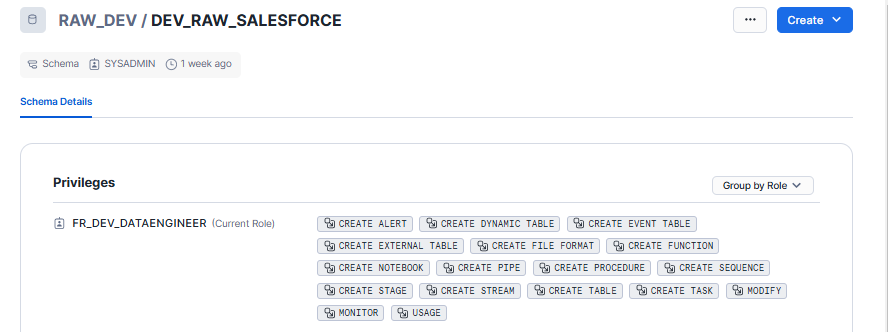 RAW_DEV / DEV_RAW_SALESFORCE
... Create
Schema SYSADMIN 1 week ago
Schema Details
Privileges
Group by Role
FR_DEV_DATAENGINEER (Current Role)
CREATE ALERT CREATE DYNAMIC TABLE CREATE EVENT TABLE
CREATE EXTERNAL TABLE CREATE FILE FORMAT CREATE FUNCTION
CREATE NOTEBOOK CREATE PIPE CREATE PROCEDURE CREATE SEQUENCE
CREATE STAGE CREATE STREAM CREATE TABLE CREATE TASK MODIFY
MONITOR USAGE